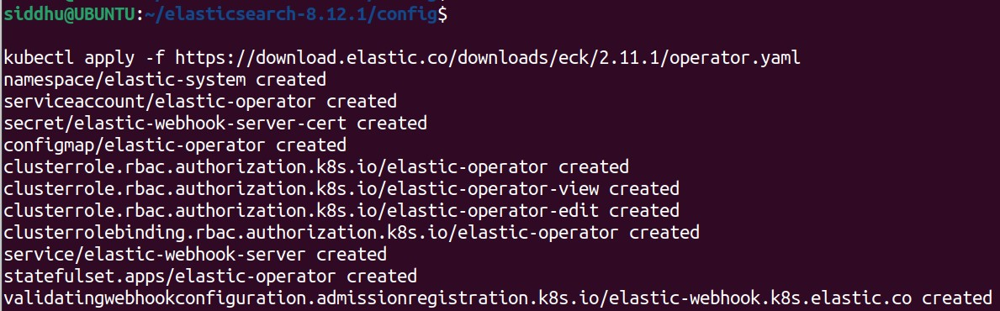 siddhu@UBUNTU:~/elasticsearch-8.12.1/config$
kubectl apply -f https://download.elastic.co/downloads/eck/2.11.1/operator.yaml
namespace/elastic-system created
serviceaccount/elastic-operator created
secret/elastic-webhook-server-cert created
configmap/elastic-operator created
clusterrole.rbac.authorization.k8s.io/elastic-operator created
clusterrole.rbac.authorization.k8s.io/elastic-operator-view created
clusterrole.rbac.authorization.k8s.io/elastic-operator-edit created
clusterrolebinding.rbac.authorization.k8s.io/elastic-operator created
service/elastic-webhook-server created
statefulset.apps/elastic-operator created
validatingwebhookconfiguration.admissionregistration.k8s.io/elastic-webhook.k8s.elastic.co created